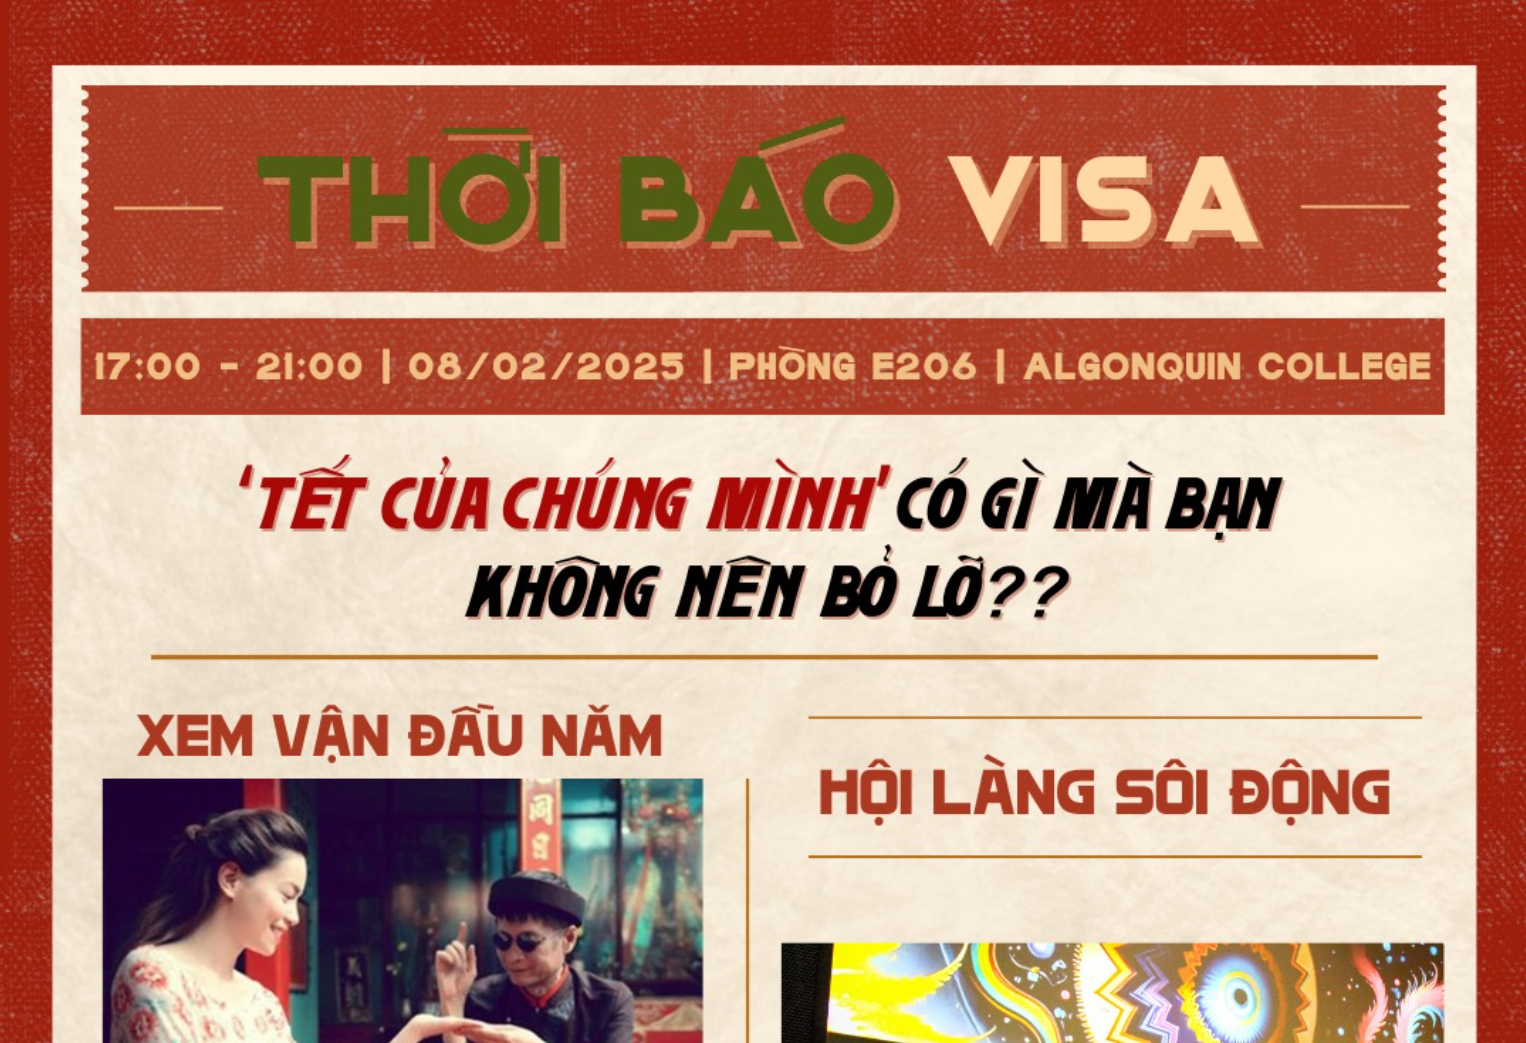 THỜI BÁO VISA
17:00 - 21:00 | 08/02/2025 | PHÒNG E206 | ALGONQUIN COLLEGE
'TẾT CỦA CHÚNG MÌNH' CÓ GÌ MÀ BẠN
KHÔNG NÊN BỎ LỠ??
XEM VẬN ĐẦU NĂM
HỘI LÀNG SÔI ĐỘNG
同